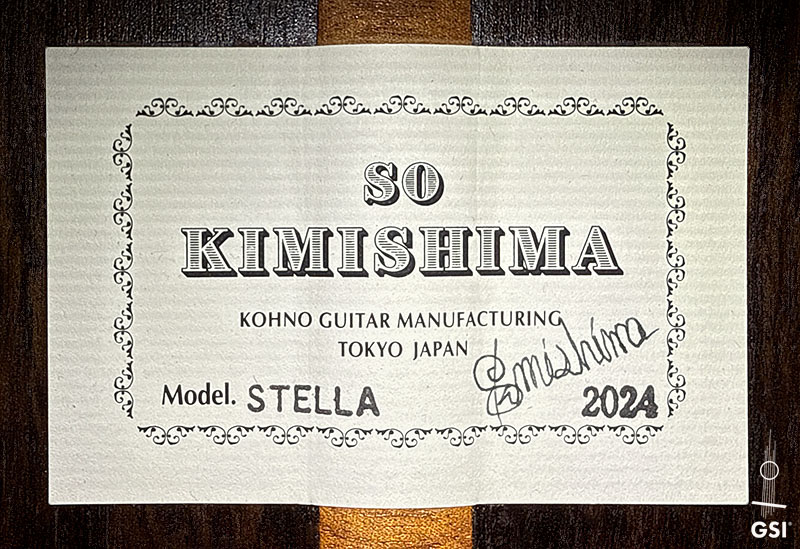 SO
KIMISHIMA
KOHNO GUITAR MANUFACTURING
TOKYO JAPAN
Kimishima
Model. STELLA 2024
GSI